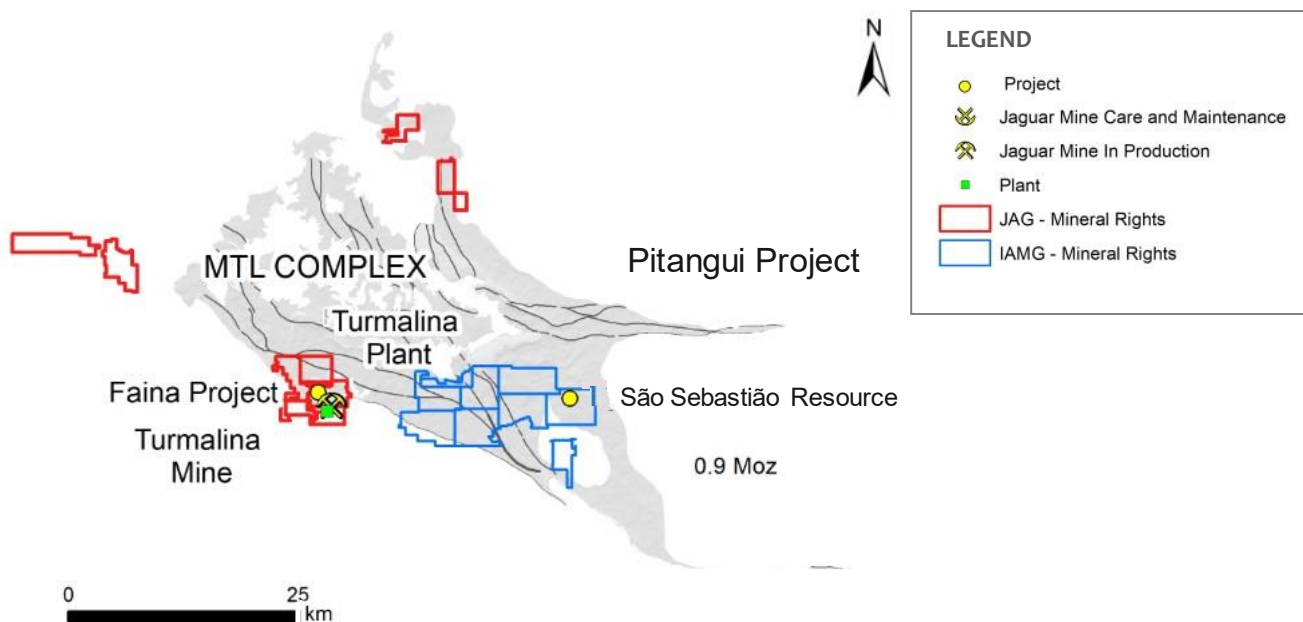 N
LEGEND
Project
Jaguar Mine Care and Maintenance
Jaguar Mine In Production
Plant
JAG - Mineral Rights
IAMG - Mineral Rights
Pitangui Project
MTL COMPLEX
Turmalina
Plant
Faina Project
São Sebastião Resource
Turmalina
Mine
0.9 Moz
0
25
km